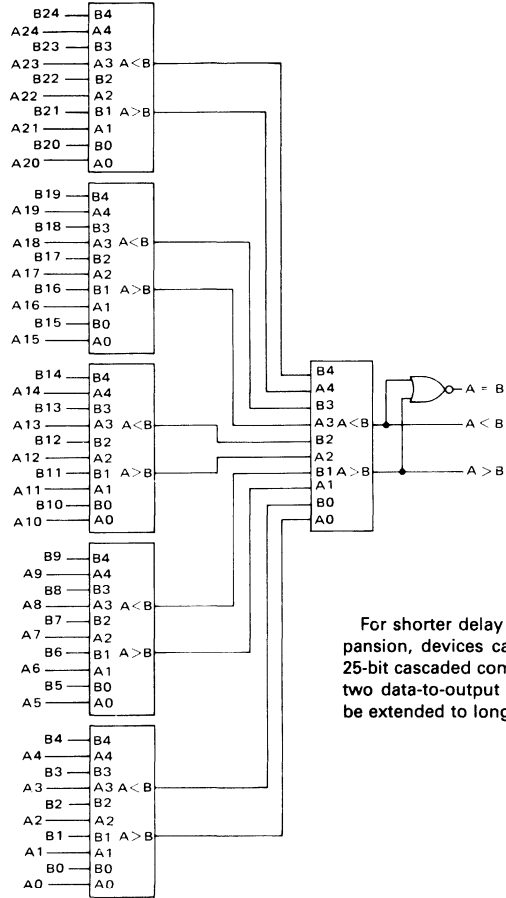 B24 B4
A24 A4
B23 B3
A23 A3 A<B
B22 B2
A22 A2
B21 B1 A>B
A21 A1
B20 B0
A20 A0
B19 B4
A19 A4
B18 B3
A18 A3 A<B
B17 B2
A17 A2
B16 B1 A>B
A16 A1
B15 B0
A15 A0
B14 B4
A14 A4
B13 B3
A13 A3 A<B
B12 B2
A12 A2
B11 B1 A>B
A11 A1
B10 B0
A10 A0
B9 B4
A9 A4
B8 B3
A8 A3 A<B
B7 B2
A7 A2
B6 B1 A>B
A6 A1
B5 B0
A5 A0
B4 B4
A4 A4
B3 B3
A3 A3 A<B
B2 B2
A2 A2
B1 B1 A>B
A1 A1
B0 B0
A0 A0
B4
A4
B3
A3 A<B
B2
A2
B1 A>B
A1
B0
A0
A = B
A < B
A > B
For shorter delay
pansion, devices ca
25-bit cascaded com
two data-to-output
be extended to long